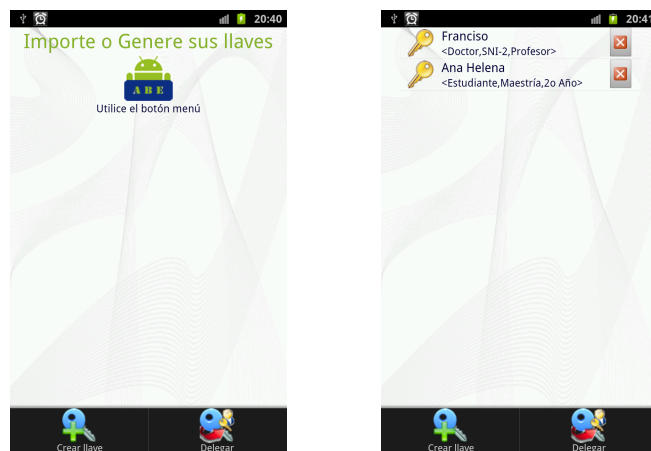 20:40
Importe o Genere sus llaves
A B E
Utilice el botón menú
Crear llave
Delegar
20:41
Franciso
<Doctor,SNI-2,Profesor>
Ana Helena
<Estudiante,Maestría,2o Año>
Crear llave
Delegar